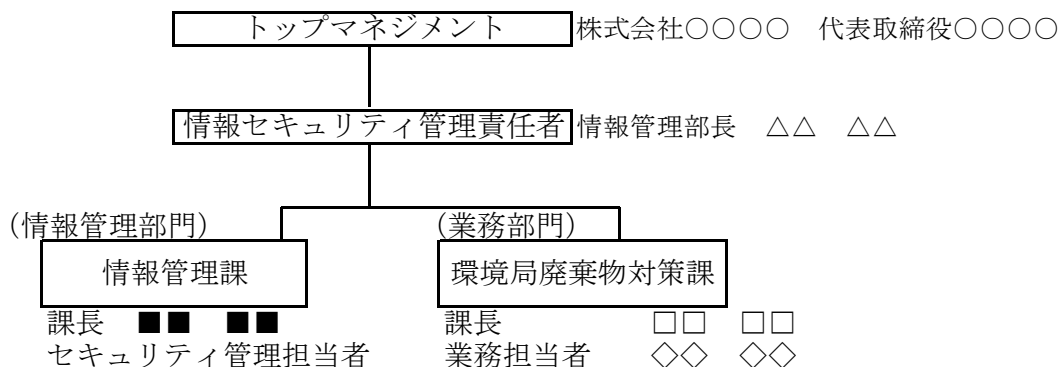 トップマネジメント 株式会社○○○○ 代表取締役○○○○
情報セキュリティ管理責任者 情報管理部長 △△ △△
(情報管理部門) (業務部門)
情報管理課 環境局廃棄物対策課
課長 ■■ ■■ 課長 □□ □□
セキュリティ管理担当者 業務担当者 ◇◇ ◇◇